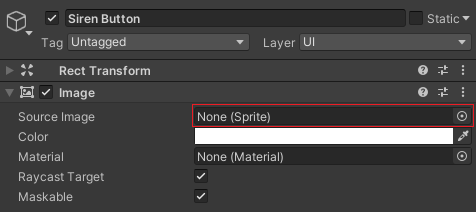 Siren Button
Static
Tag Untagged Layer UI
Rect Transform
Image
Source Image None (Sprite)
Color
Material None (Material)
Raycast Target
Maskable